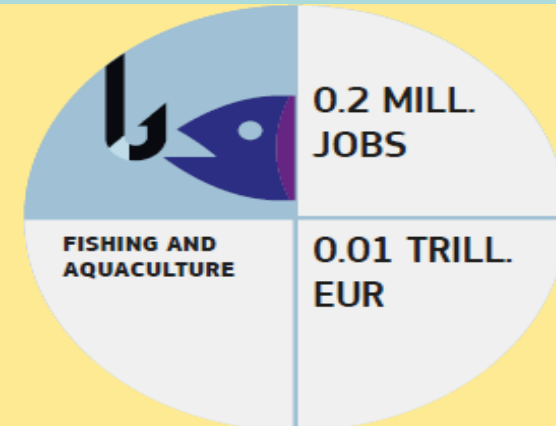 0.2 MILL.
JOBS
FISHING AND
AQUACULTURE
0.01 TRILL.
EUR